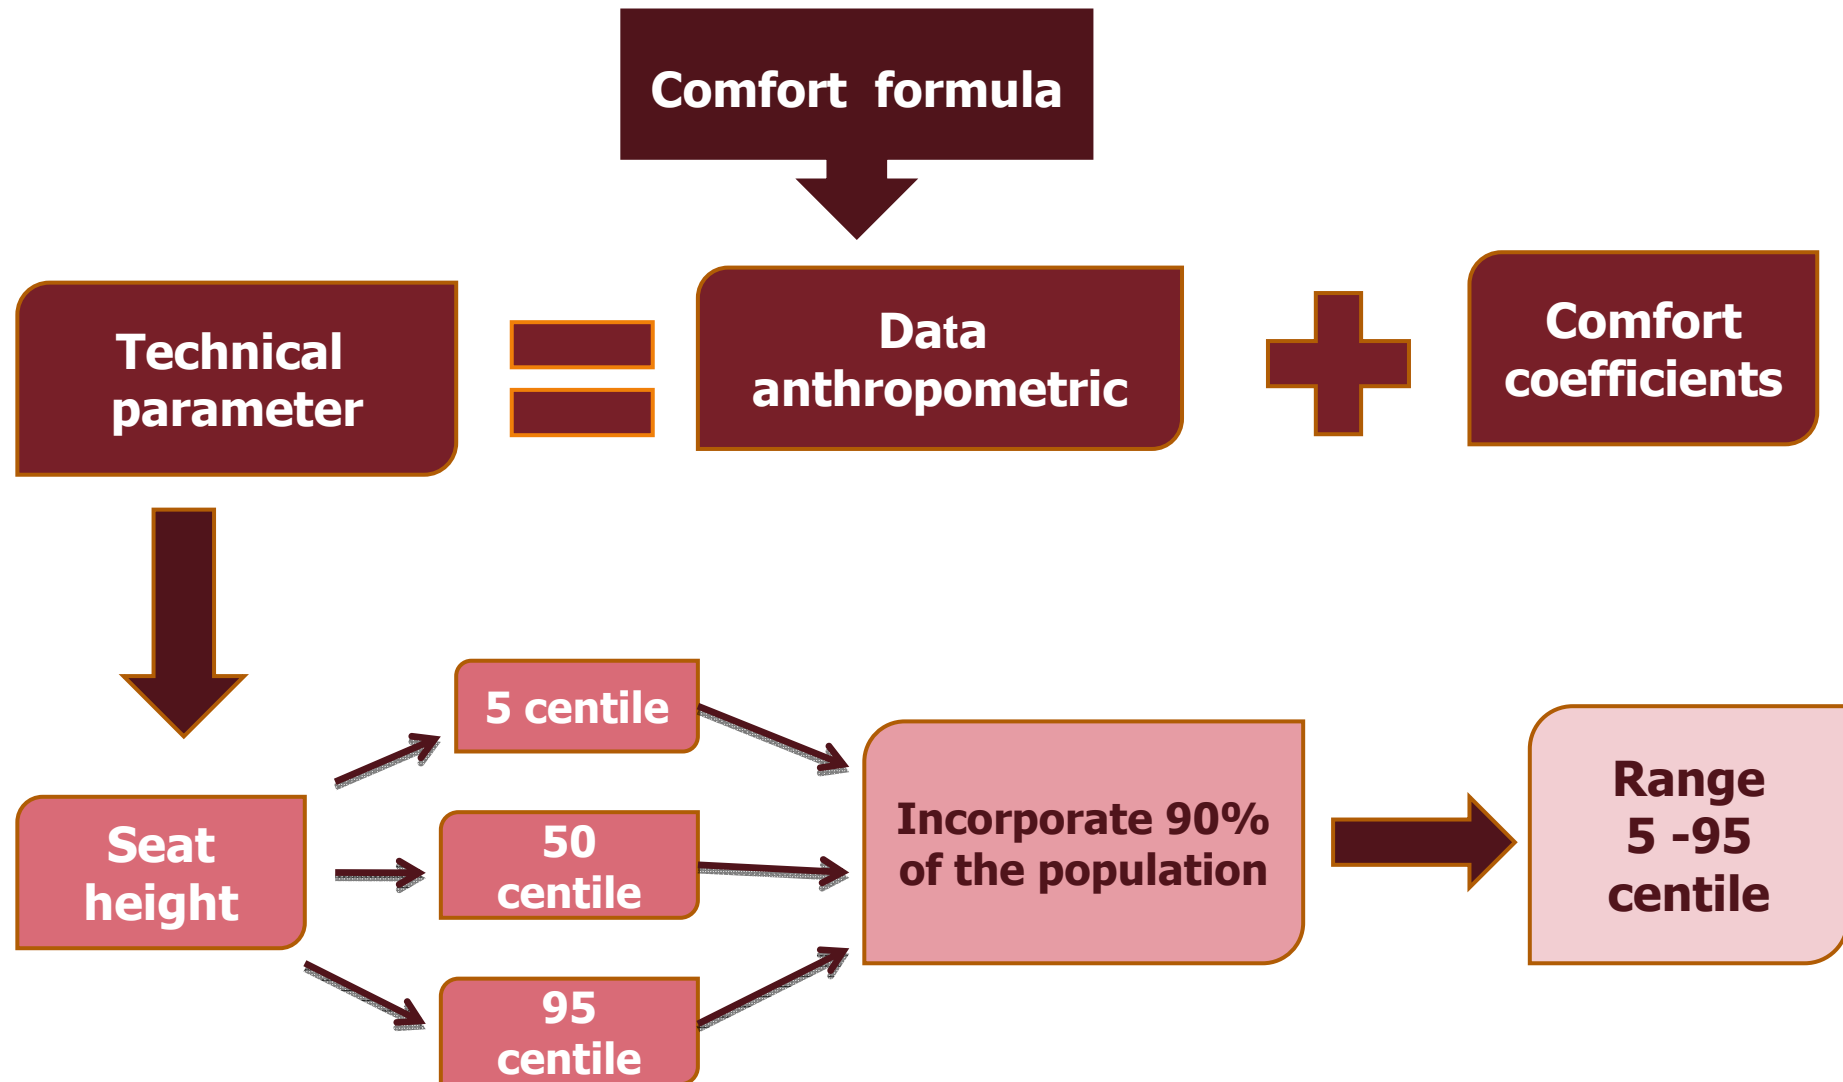 Comfort formula
Technical
parameter
Data
anthropometric
Comfort
coefficients
5 centile
Seat
height
50
centile
95
centile
Incorporate 90%
of the population
Range
5 -95
centile